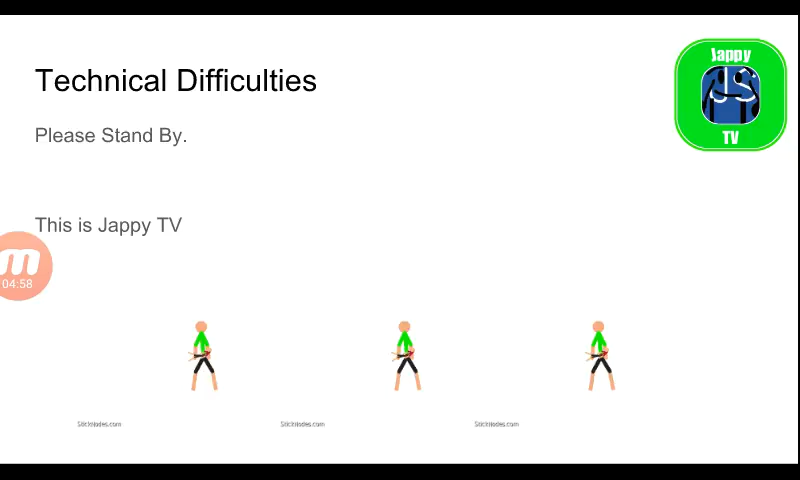 Jappy
JS
TV
Technical Difficulties
Please Stand By.
This is Jappy TV
m
04:58
StickNodes.com
StickNodes.com
StickNodes.com